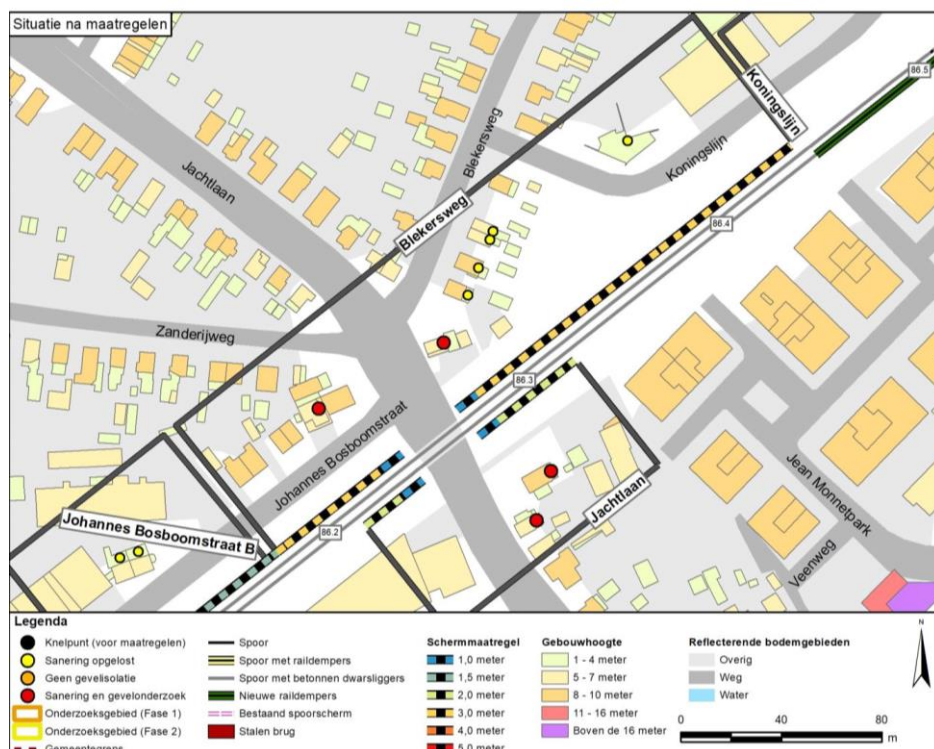 Situatie na maatregelen
86.5
Koningslijn
Jachtlaan
Blekersweg
Koningslijn
86.4
Blekersweg
Zanderijweg
86.3
Johannes Bosboomstraat
Jean Monnetpark
Jachtlaan
Johannes Bosboomstraat B
86.2
Veenweg
Legenda
Knelpunt (voor maatregelen)
Sanering opgelost
Geen gevelisolatie
Sanering en gevelonderzoek
Onderzoeksgebied (Fase 1)
Onderzoeksgebied (Fase 2)
Gemeentegrens
Spoor
Spoor met raildempers
Spoor met betonnen dwarsliggers
Nieuwe raildempers
Bestaand spoorscherm
Stalen brug
Schermmaatregel
1,0 meter
1,5 meter
2,0 meter
3,0 meter
4,0 meter
5,0 meter
Gebouwhoogte
1 - 4 meter
5 - 7 meter
8 - 10 meter
11 - 16 meter
Boven de 16 meter
Reflecterende bodemgebieden
Overig
Weg
Water
N
0 40 80
m